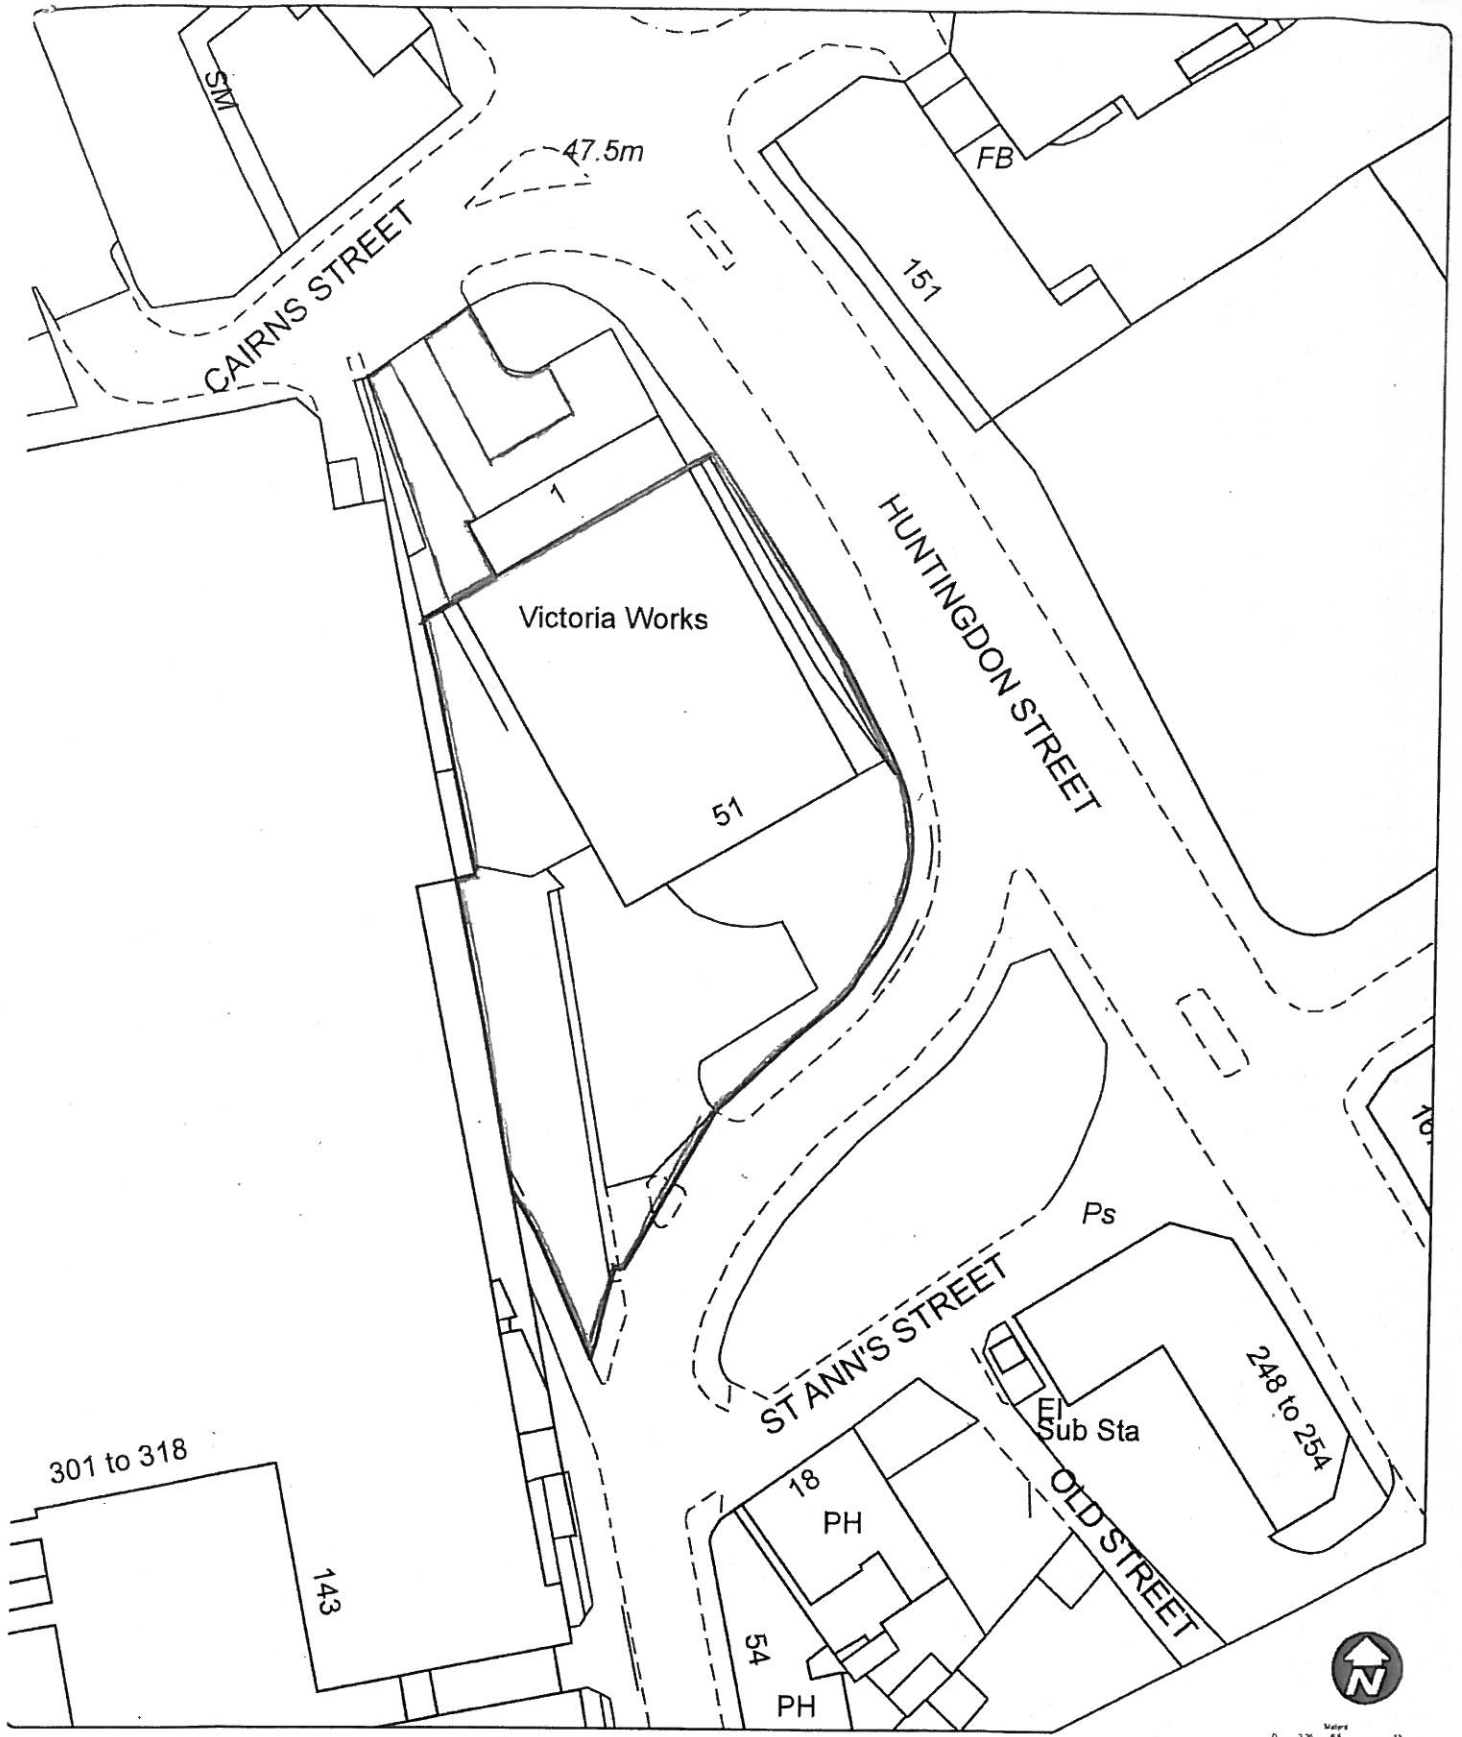 SM
47.5m
FB
CAIRNS STREET
151
1
HUNTINGDON STREET
Victoria Works
51
Ps
ST ANN'S STREET
248 to 254
El
Sub Sta
301 to 318
18
OLD STREET
PH
143
54
PH
N